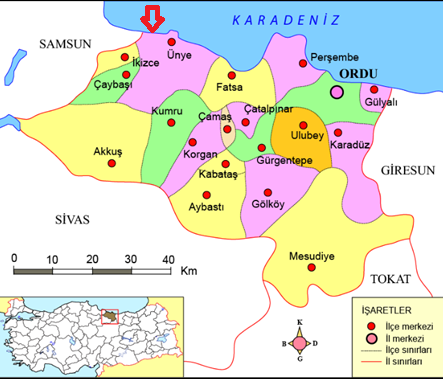 KARADENİZ
SAMSUN
Ünye
İkizce
Çaybaşı
Fatsa
Perşembe
ORDU
Gülyalı
Kumru
Çamaş
Çatalpınar
Ulubey
Karadüz
Akkuş
Korgan
Gürgentepe
Kabataş
GİRESUN
Aybastı
Gölköy
SİVAS
Mesudiye
0 10 20 30 40 Km
TOKAT
İŞARETLER
İlçe merkezi
İl merkezi
İlçe sınırları
İl sınırları
K
B D
G